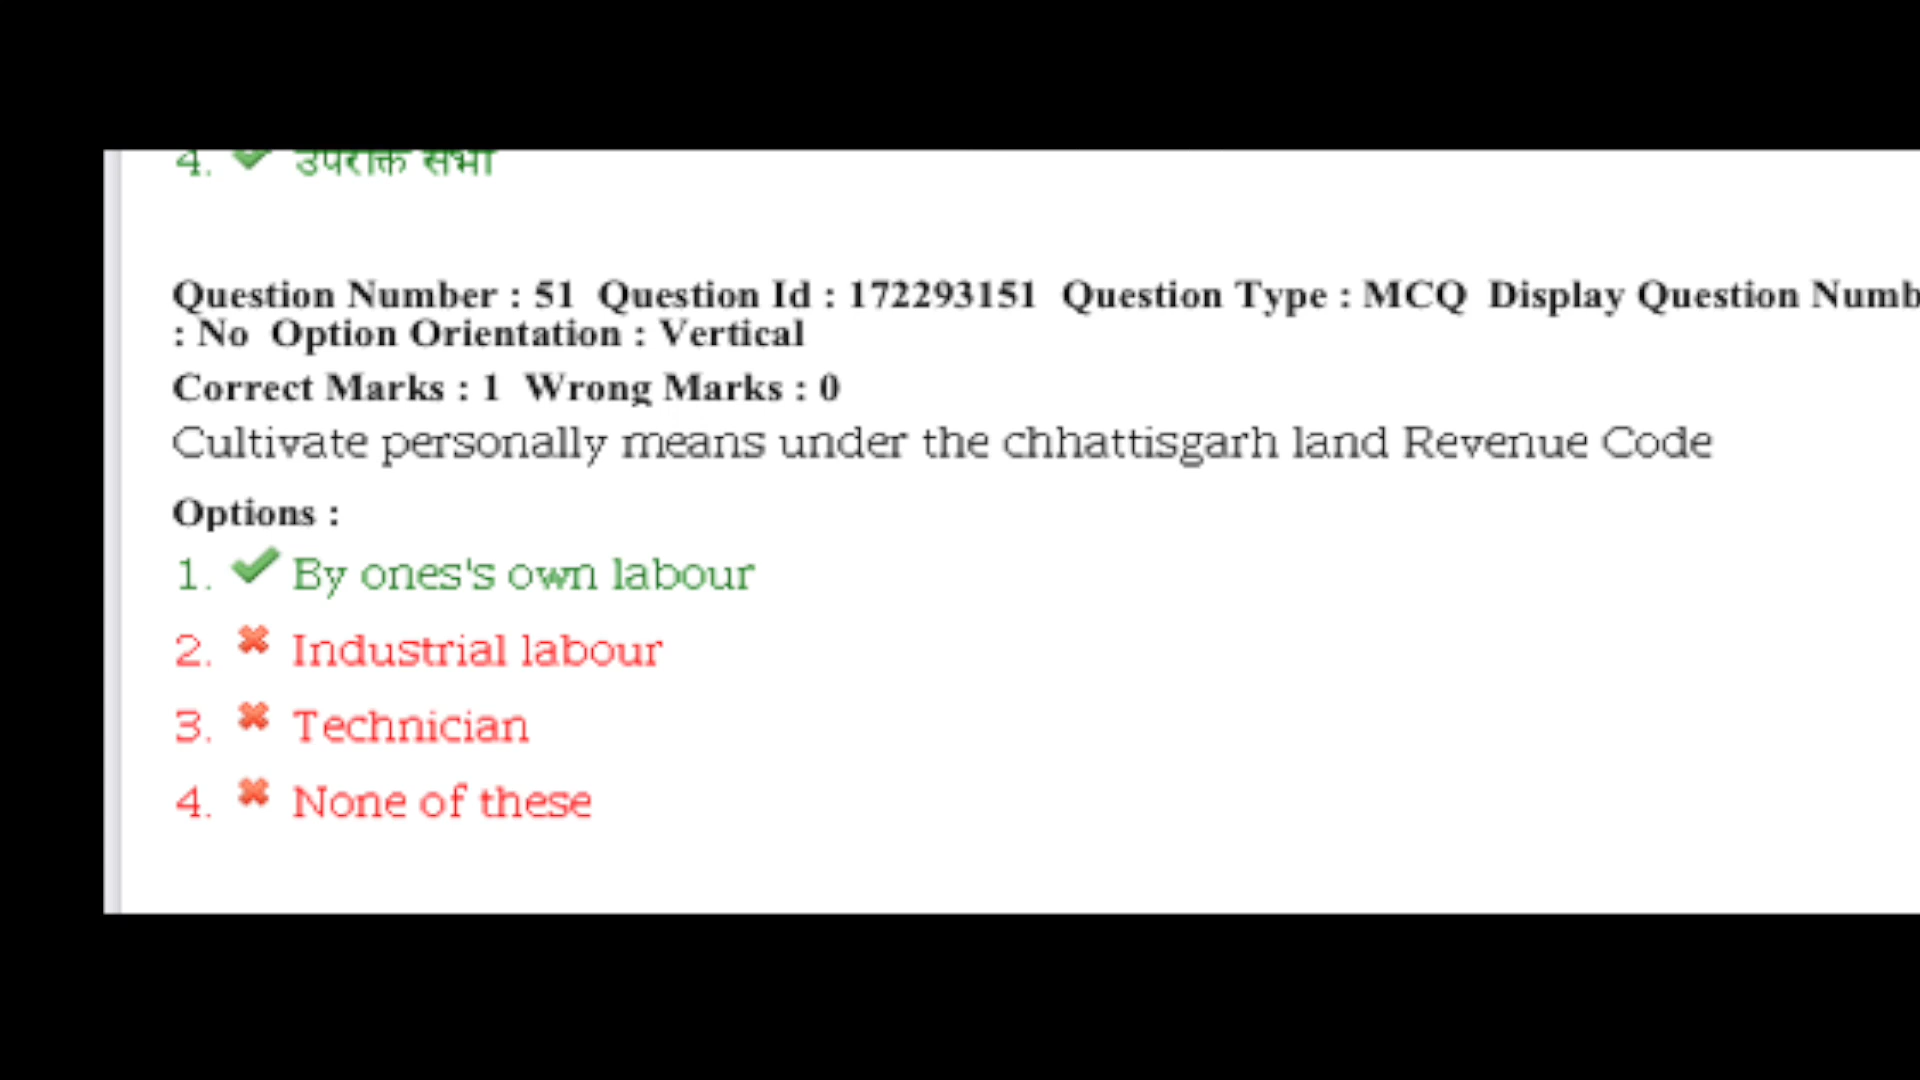 4. उपरोक्त सभी
Question Number : 51 Question Id : 172293151 Question Type : MCQ Display Question Numb
: No Option Orientation : Vertical
Correct Marks : 1 Wrong Marks : 0
Cultivate personally means under the chhattisgarh land Revenue Code
Options :
1. By ones's own labour
2. Industrial labour
3. Technician
4. None of these